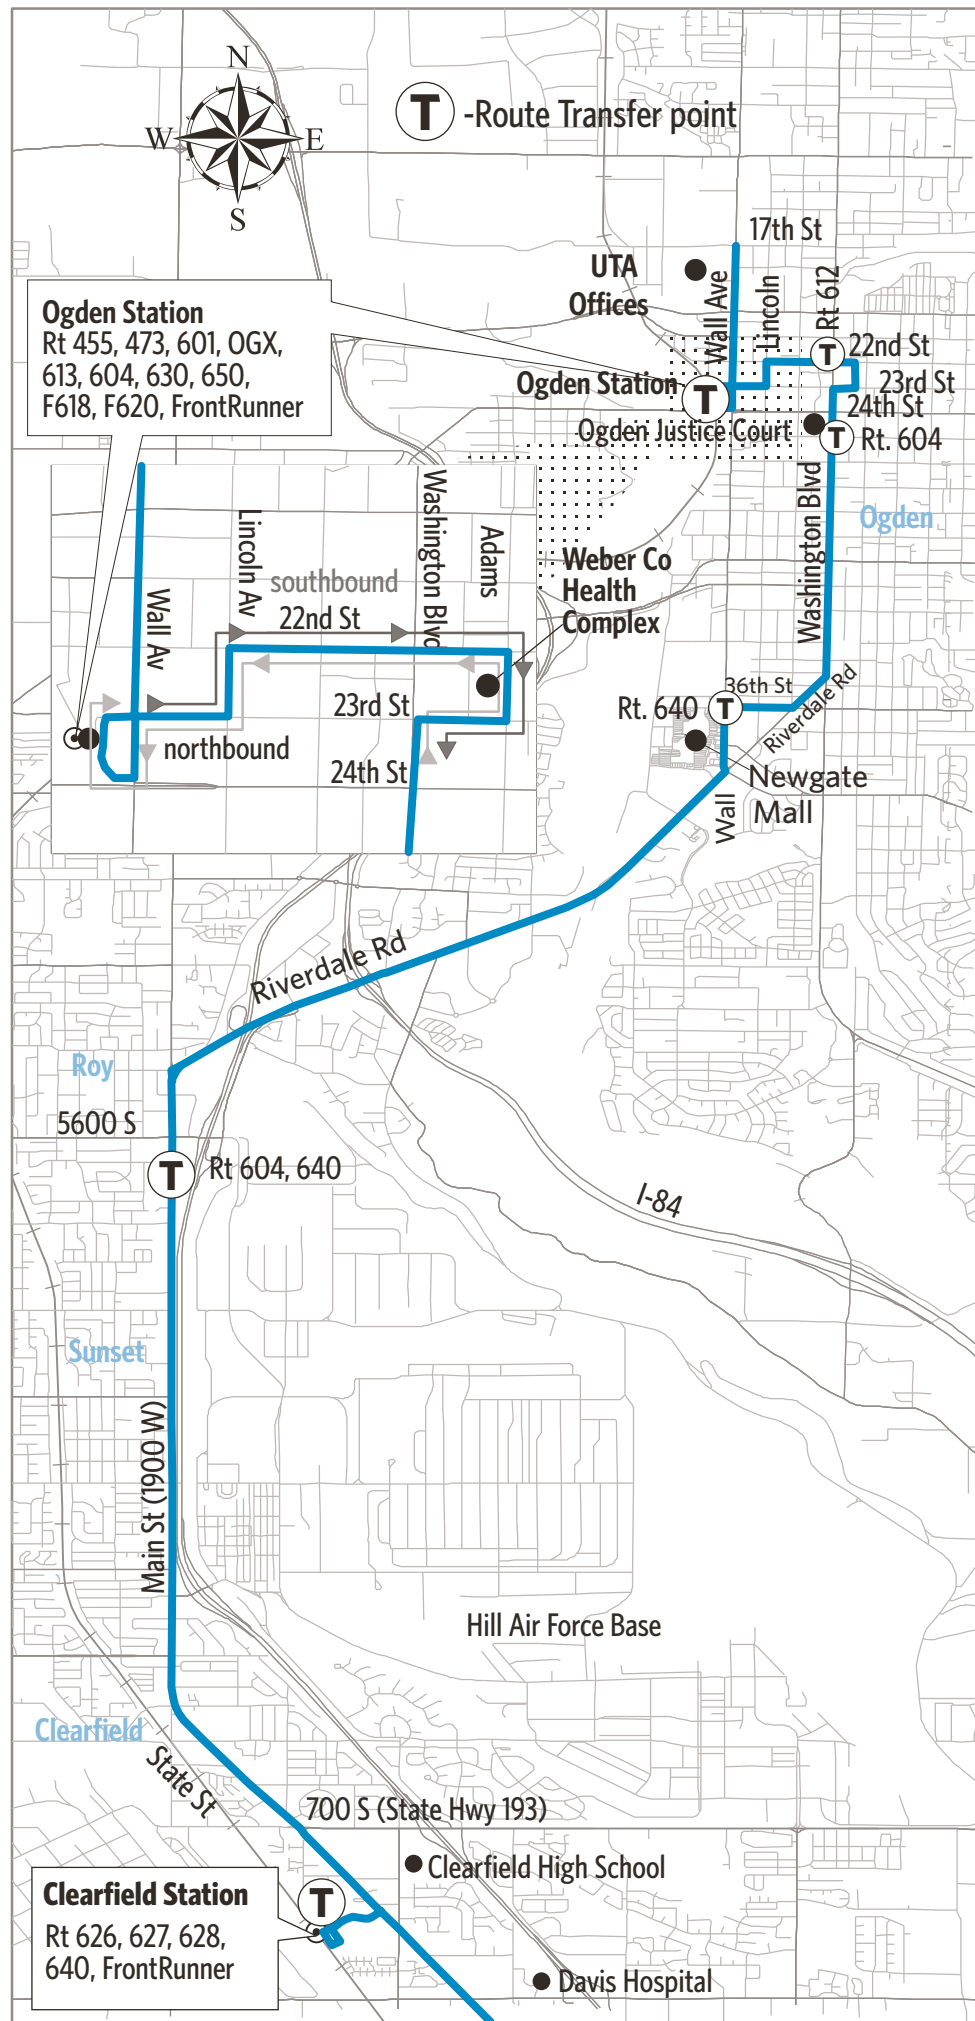 N
W
E
S
T -Route Transfer point
17th St
UTA
Offices
Wall Ave
Lincoln
Rt 612
Ogden Station
Rt 455, 473, 601, OGX,
613, 604, 630, 650,
F618, F620, FrontRunner
T
22nd St
Ogden Station
T
23rd St
24th St
Ogden Justice Court
T
Rt. 604
Washington Blvd
Ogden
Wall Av
Lincoln Av
southbound
22nd St
Washington Blvd
Adams
Weber Co
Health
Complex
23rd St
northbound
24th St
36th St
Rt. 640
T
Riverdale Rd
Newgate
Mall
Wall
Riverdale Rd
Roy
5600 S
T
Rt 604, 640
I-84
Sunset
Main St (1900 W)
Hill Air Force Base
Clearfield
State St
700 S (State Hwy 193)
Clearfield High School
Clearfield Station
Rt 626, 627, 628,
640, FrontRunner
T
Davis Hospital